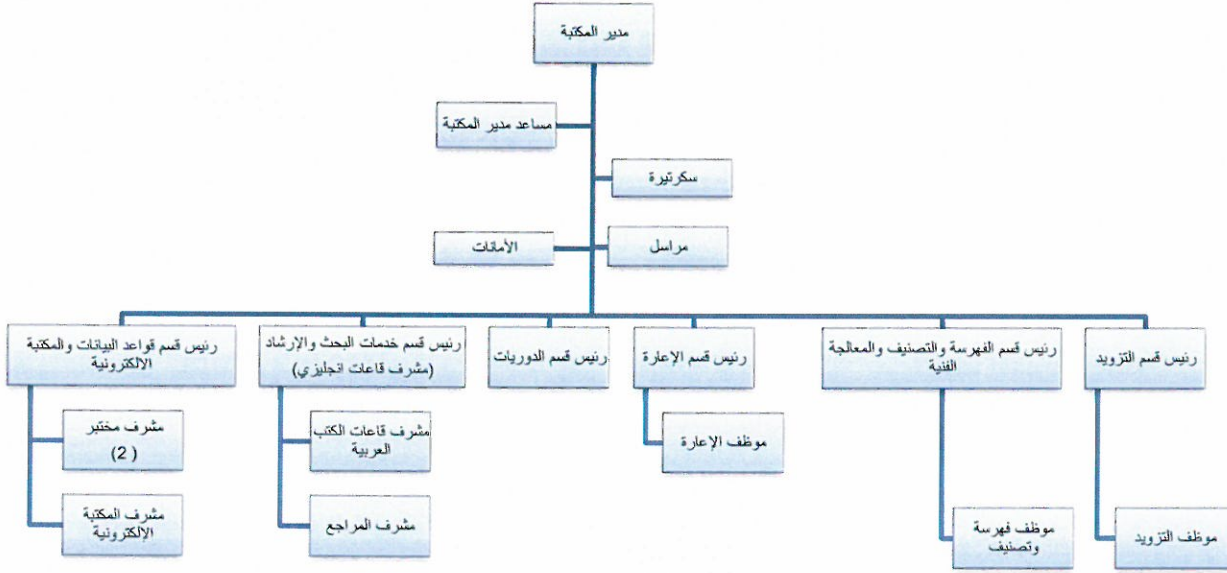 مدير المكتبة
مساعد مدير المكتبة
سكرتيرة
مراسل
الأمانات
رئيس قسم التزويد
رئيس قسم الفهرسة والتصنيف والمعالجة
الفنية
رئيس قسم الإعارة
رئيس قسم الدوريات.
رئيس قسم خدمات البحث والإرشاد
(مشرف قاعات انجليزي)
رئيس قسم قواعد البيانات والمكتبة
الإلكترونية
موظف الإعارة
مشرف قاعات الكتب
العربية
مشرف مختبر
(2 )
موظف التزويد
موظف فهرسة
وتصنيف
مشرف المراجع
مشرف المكتبة
الإلكترونية